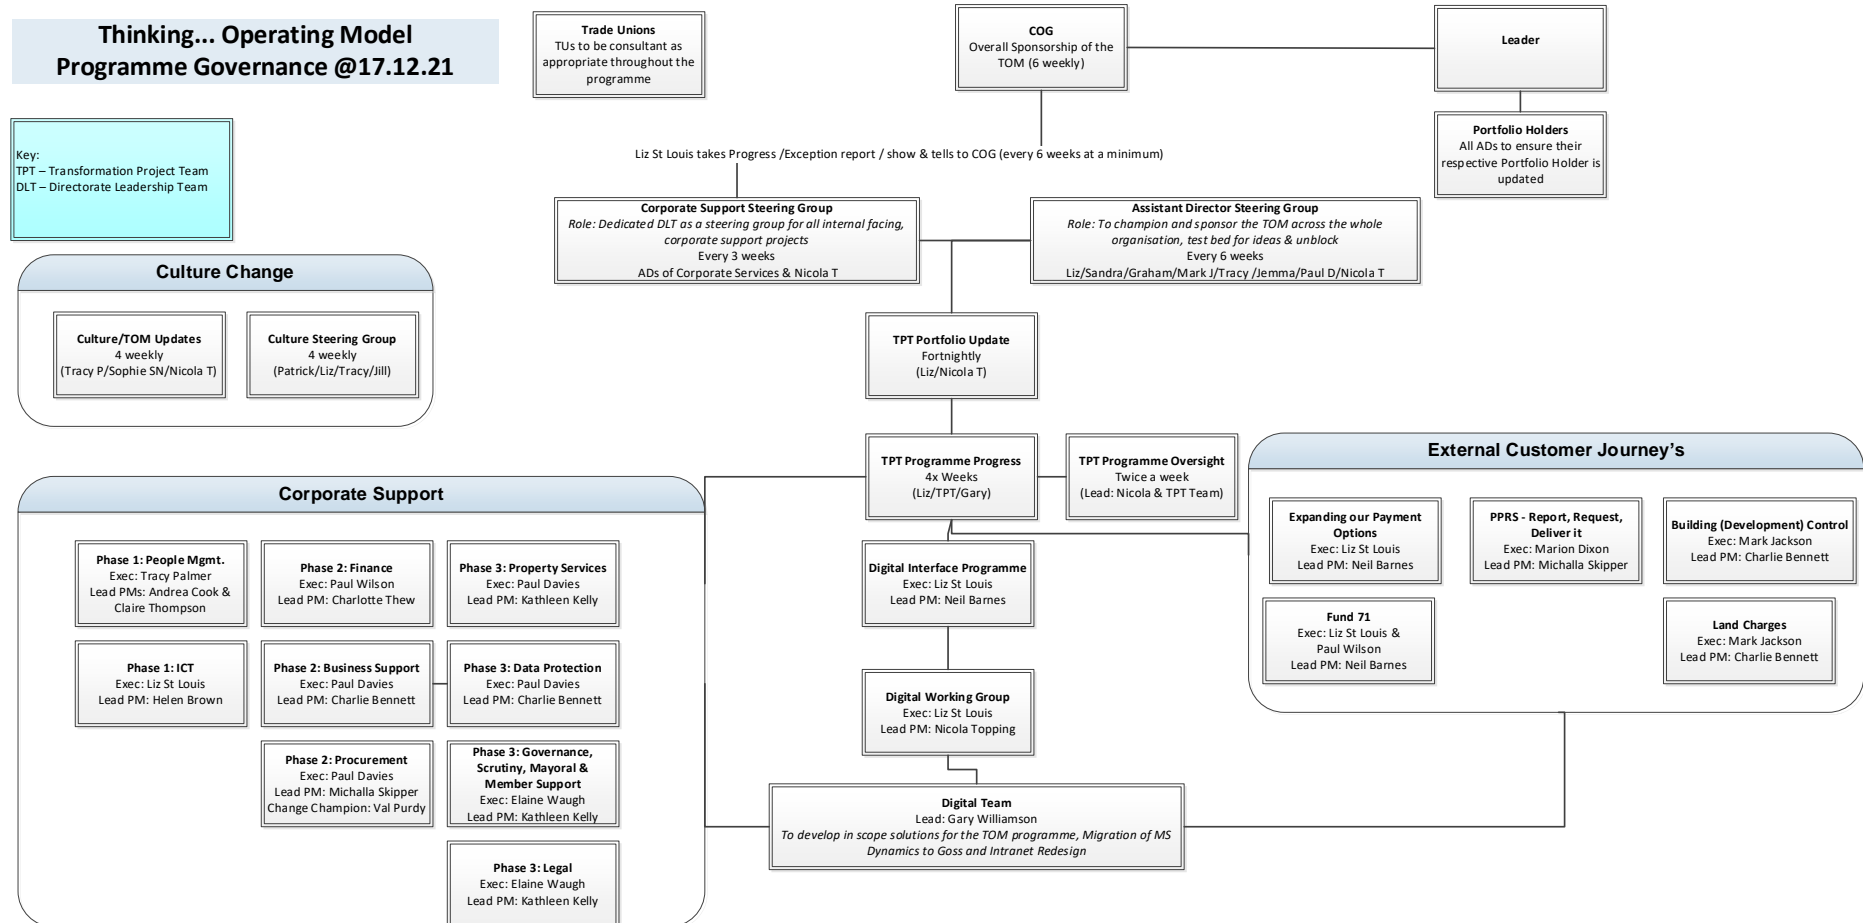 Thinking... Operating Model
Programme Governance @17.12.21
Trade Unions
TUs to be consultant as
appropriate throughout the
programme
COG
Overall Sponsorship of the
TOM (6 weekly)
Leader
Key:
TPT – Transformation Project Team
DLT – Directorate Leadership Team
Portfolio Holders
All ADs to ensure their
respective Portfolio Holder is
updated
Liz St Louis takes Progress /Exception report / show & tells to COG (every 6 weeks at a minimum)
Corporate Support Steering Group
Role: Dedicated DLT as a steering group for all internal facing,
corporate support projects
Every 3 weeks
ADs of Corporate Services & Nicola T
Assistant Director Steering Group
Role: To champion and sponsor the TOM across the whole
organisation, test bed for ideas & unblock
Every 6 weeks
Liz/Sandra/Graham/Mark J/Tracy /Jemma/Paul D/Nicola T
Culture Change
Culture/TOM Updates
4 weekly
(Tracy P/Sophie SN/Nicola T)
Culture Steering Group
4 weekly
(Patrick/Liz/Tracy/Jill)
TPT Portfolio Update
Fortnightly
(Liz/Nicola T)
TPT Programme Progress
4x Weeks
(Liz/TPT/Gary)
TPT Programme Oversight
Twice a week
(Lead: Nicola & TPT Team)
Corporate Support
Phase 1: People Mgmt.
Exec: Tracy Palmer
Lead PMs: Andrea Cook &
Claire Thompson
Phase 2: Finance
Exec: Paul Wilson
Lead PM: Charlotte Thew
Phase 3: Property Services
Exec: Paul Davies
Lead PM: Kathleen Kelly
Phase 1: ICT
Exec: Liz St Louis
Lead PM: Helen Brown
Phase 2: Business Support
Exec: Paul Davies
Lead PM: Charlie Bennett
Phase 3: Data Protection
Exec: Paul Davies
Lead PM: Charlie Bennett
Phase 2: Procurement
Exec: Paul Davies
Lead PM: Michalla Skipper
Change Champion: Val Purdy
Phase 3: Governance,
Scrutiny, Mayoral &
Member Support
Exec: Elaine Waugh
Lead PM: Kathleen Kelly
Phase 3: Legal
Exec: Elaine Waugh
Lead PM: Kathleen Kelly
Digital Interface Programme
Exec: Liz St Louis
Lead PM: Neil Barnes
Digital Working Group
Exec: Liz St Louis
Lead PM: Nicola Topping
Digital Team
Lead: Gary Williamson
To develop in scope solutions for the TOM programme, Migration of MS
Dynamics to Goss and Intranet Redesign
External Customer Journey's
Expanding our Payment
Options
Exec: Liz St Louis
Lead PM: Neil Barnes
PPRS - Report, Request,
Deliver it
Exec: Marion Dixon
Lead PM: Michalla Skipper
Building (Development) Control
Exec: Mark Jackson
Lead PM: Charlie Bennett
Fund 71
Exec: Liz St Louis &
Paul Wilson
Lead PM: Neil Barnes
Land Charges
Exec: Mark Jackson
Lead PM: Charlie Bennett